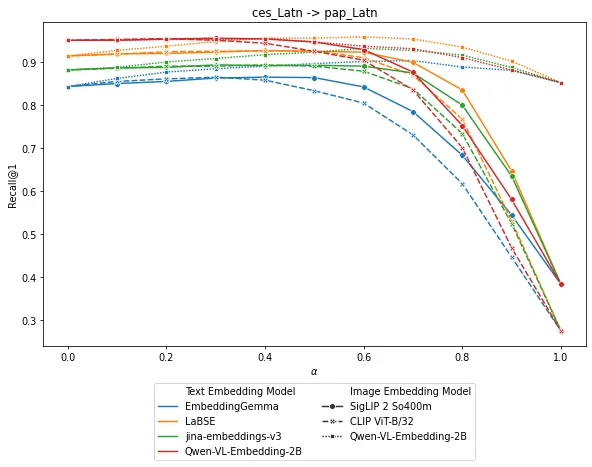 ces_Latn -> pap_Latn
Recall@1
0.9
0.8
0.7
0.6
0.5
0.4
0.3
0.0
0.2
0.4
0.6
0.8
1.0
α
Text Embedding Model
EmbeddingGemma
LaBSE
jina-embeddings-v3
Qwen-VL-Embedding-2B
Image Embedding Model
SigLIP 2 So400m
CLIP ViT-B/32
Qwen-VL-Embedding-2B